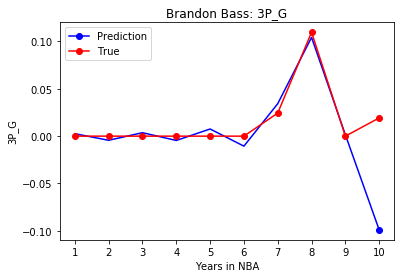 Brandon Bass: 3P_G
Prediction
True
0.10
0.05
0.00
−0.05
−0.10
3P_G
1 2 3 4 5 6 7 8 9 10
Years in NBA